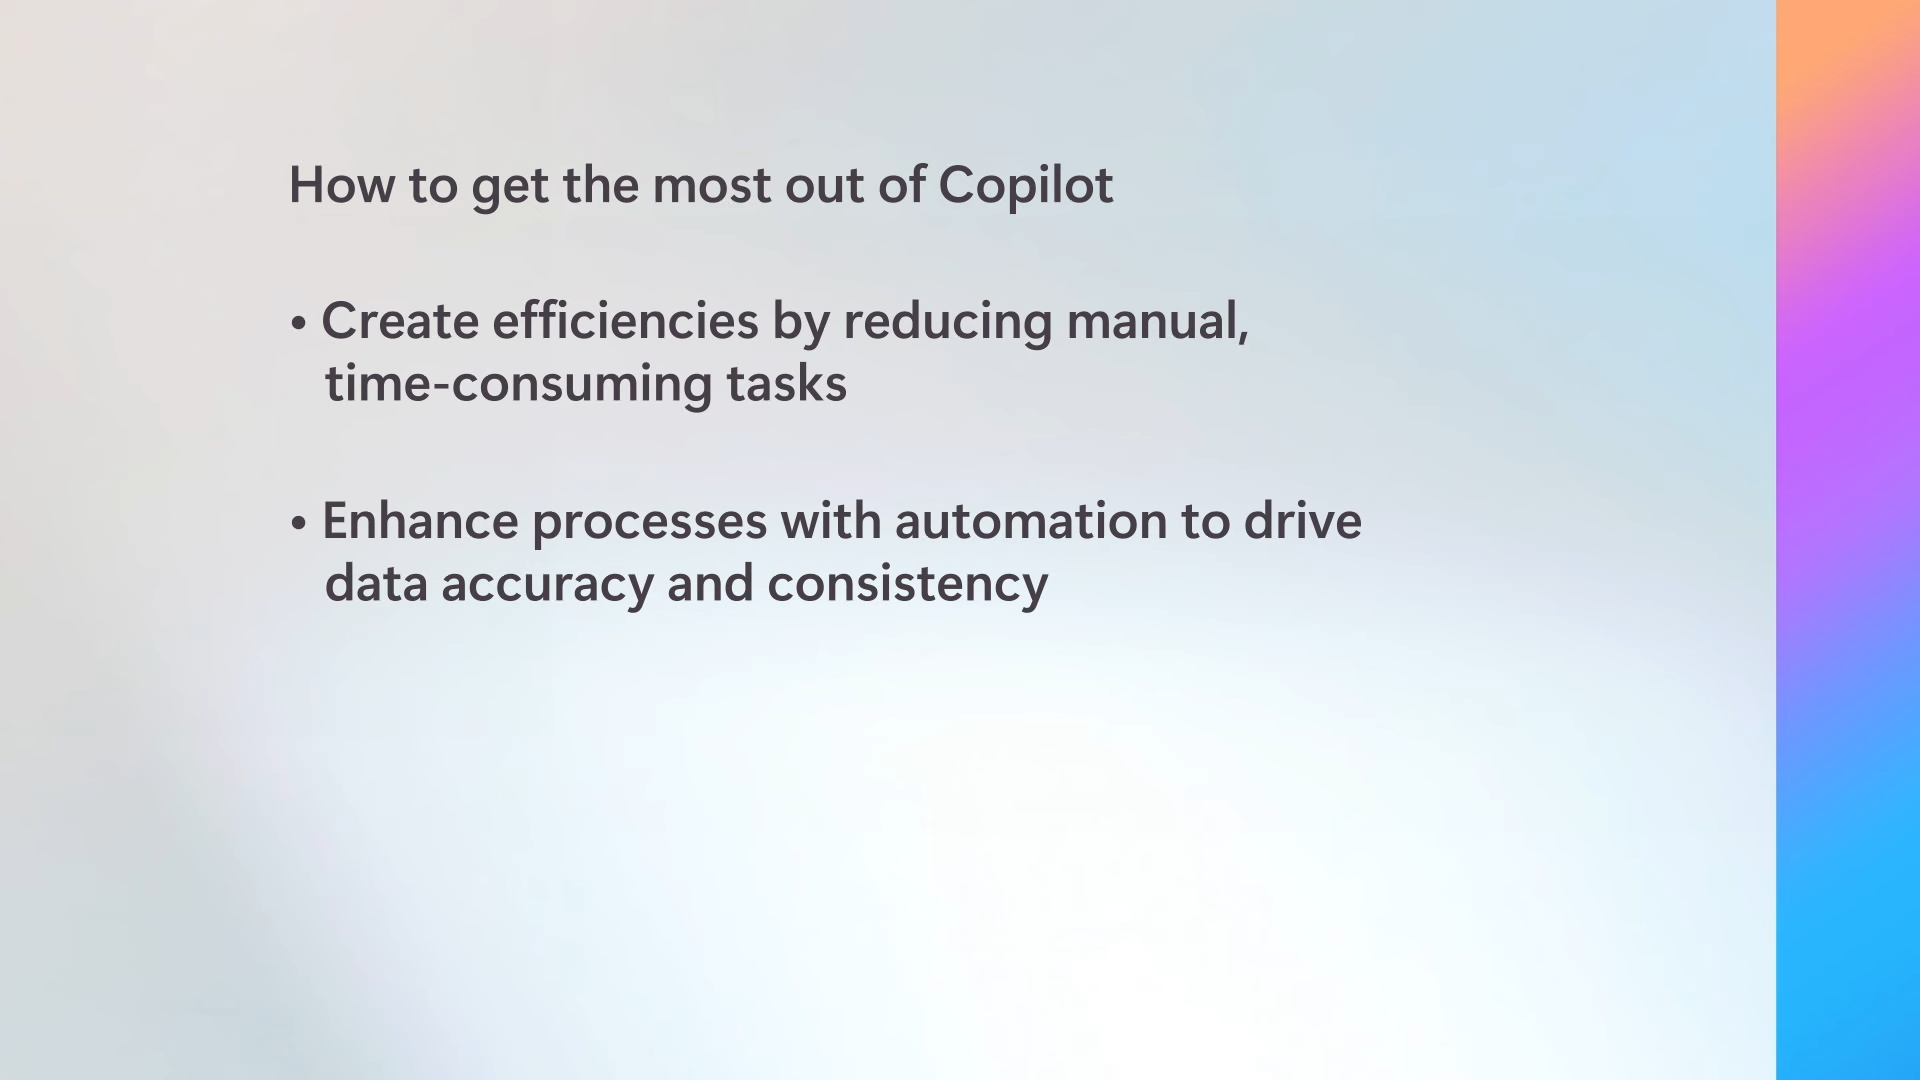 How to get the most out of Copilot
• Create efficiencies by reducing manual,
time-consuming tasks
• Enhance processes with automation to drive
data accuracy and consistency